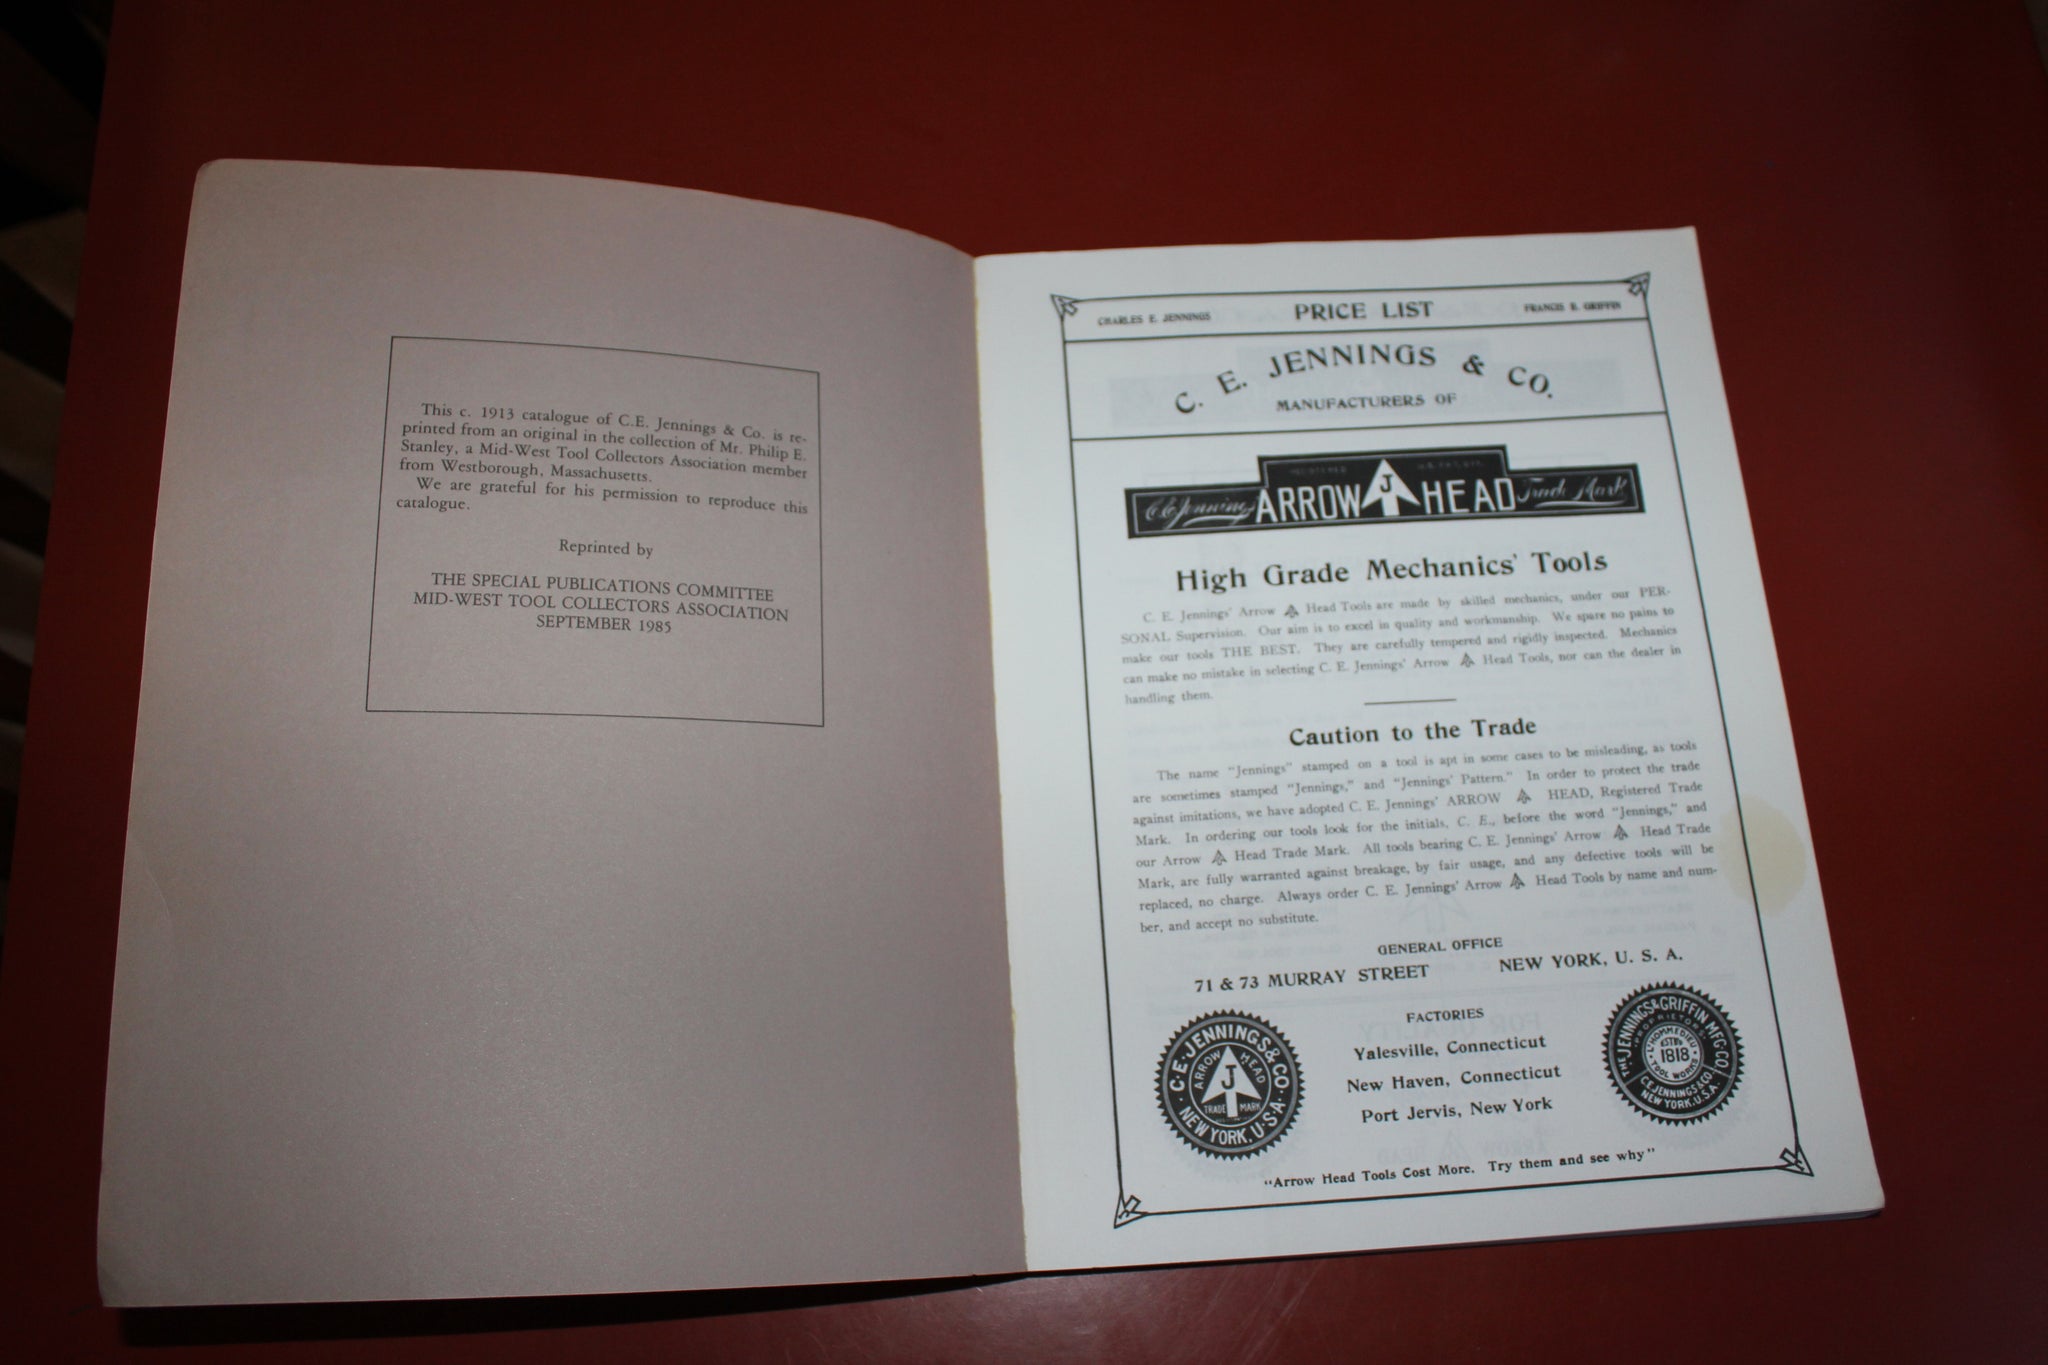 This c. 1913 catalogue of C.E. Jennings & Co. is re-
printed from an original in the collection of Mr. Philip E.
Stanley, a Mid-West Tool Collectors Association member
from Westborough, Massachusetts.
We are grateful for his permission to reproduce this
catalogue.
Reprinted by
THE SPECIAL PUBLICATIONS COMMITTEE
MID-WEST TOOL COLLECTORS ASSOCIATION
SEPTEMBER 1985
CHARLES E. JENNINGS PRICE LIST FRANCIS B. GRIFFIN
C. E. JENNINGS & CO.
MANUFACTURERS OF
REGISTERED U.S. PAT. OFF.
C.E. Jennings ARROW J HEAD Trade Mark
High Grade Mechanics' Tools
C. E. Jennings' Arrow Head Tools are made by skilled mechanics, under our PER-
SONAL Supervision. Our aim is to excel in quality and workmanship. We spare no pains to
make our tools THE BEST. They are carefully tempered and rigidly inspected. Mechanics
can make no mistake in selecting C. E. Jennings' Arrow Head Tools, nor can the dealer in
handling them.
Caution to the Trade
The name "Jennings" stamped on a tool is apt in some cases to be misleading, as tools
are sometimes stamped "Jennings," and "Jennings' Pattern." In order to protect the trade
against imitations, we have adopted C. E. Jennings' ARROW HEAD, Registered Trade
Mark. In ordering our tools look for the initials, C. E., before the word "Jennings," and
our Arrow Head Trade Mark. All tools bearing C. E. Jennings' Arrow Head Trade
Mark, are fully warranted against breakage, by fair usage, and any defective tools will be
replaced, no charge. Always order C. E. Jennings' Arrow Head Tools by name and num-
ber, and accept no substitute.
GENERAL OFFICE
71 & 73 MURRAY STREET NEW YORK, U. S. A.
FACTORIES
Yalesville, Connecticut
New Haven, Connecticut
Port Jervis, New York
C. E. JENNINGS & CO.
ARROW HEAD
J
TRADE MARK
NEW YORK, U.S.A.
THE JENNINGS & GRIFFIN MFG. CO.
PROPRIETORS
L'HOMMEDIEU
ESTBD
1818
TOOL WORKS
C.E. JENNINGS & CO.
NEW YORK, U.S.A.
"Arrow Head Tools Cost More. Try them and see why"